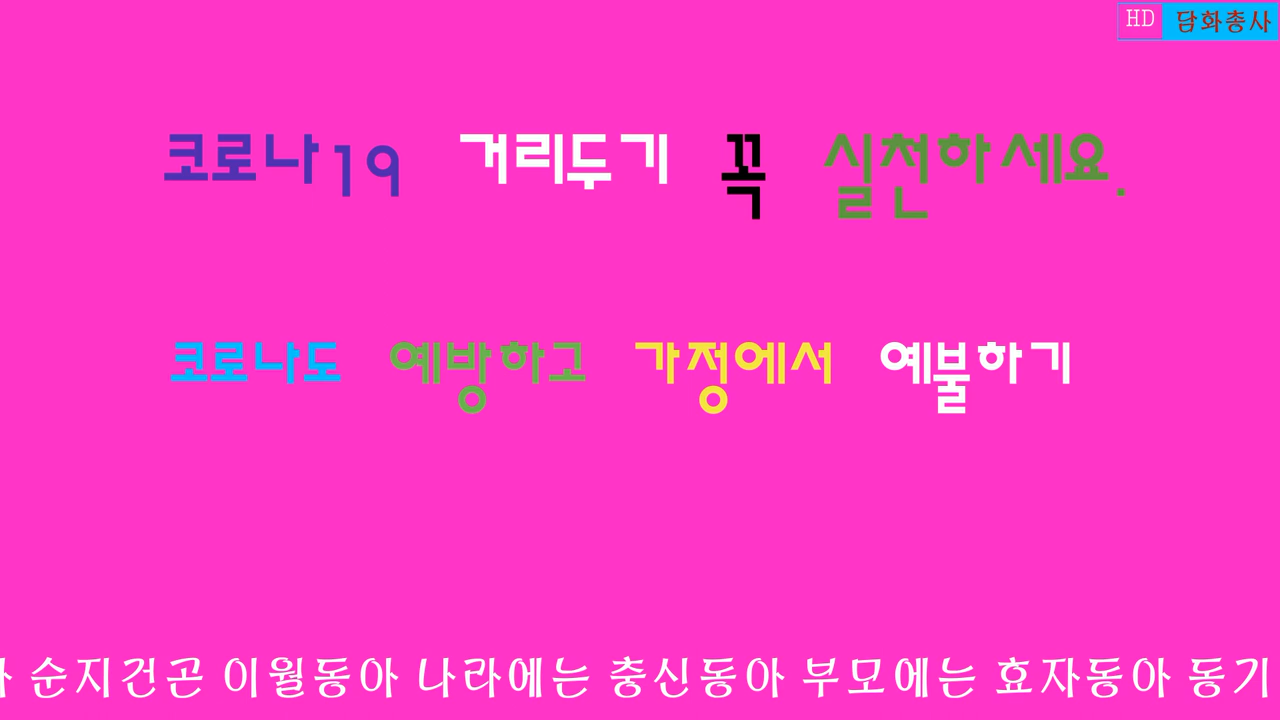 HD 담화총사
코로나19 거리두기 꼭 실천하세요.
코로나도 예방하고 가정에서 예불하기
순지건곤 이월동아 나라에는 충신동아 부모에는 효자동아 동기